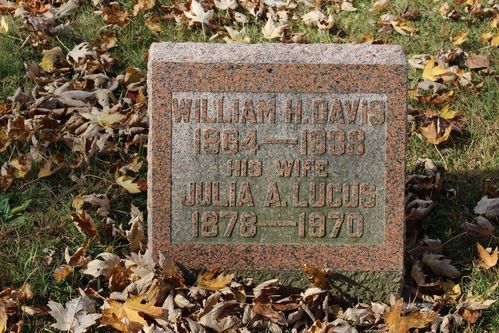 WILLIAM H. DAVIS
1864—1938
HIS WIFE
JULIA A. LUCUS
1878—1970